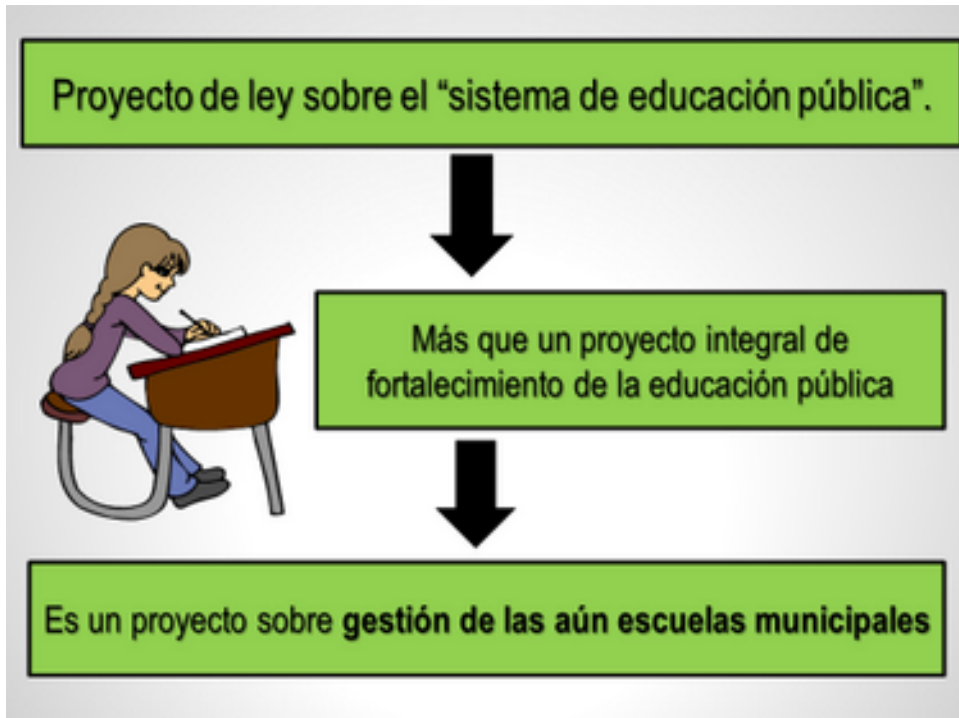 Proyecto de ley sobre el “sistema de educación pública”.
Más que un proyecto integral de
fortalecimiento de la educación pública
Es un proyecto sobre gestión de las aún escuelas municipales